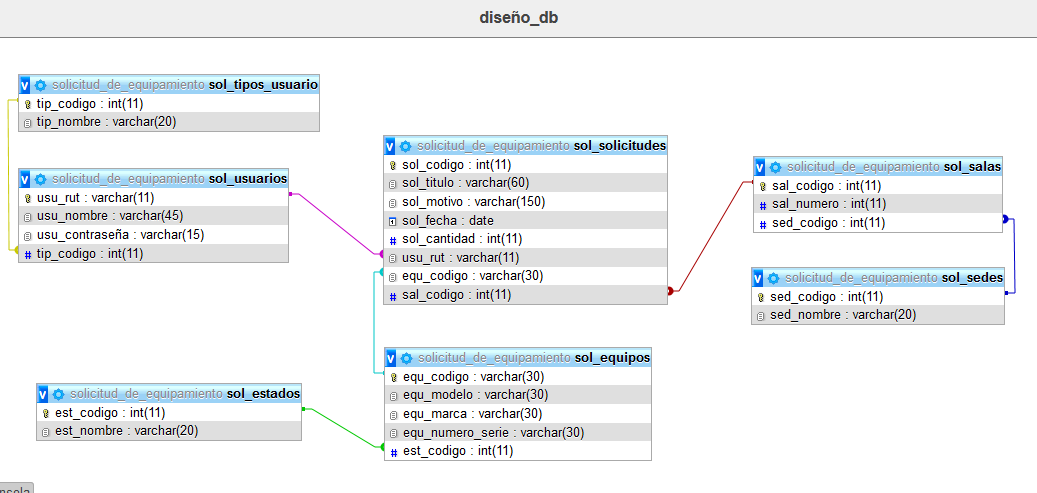 diseño_db
v solicitud_de_equipamiento sol_tipos_usuario
tip_codigo : int(11)
tip_nombre : varchar(20)
v solicitud_de_equipamiento sol_usuarios
usu_rut : varchar(11)
usu_nombre : varchar(45)
usu_contraseña : varchar(15)
# tip_codigo : int(11)
v solicitud_de_equipamiento sol_solicitudes
sol_codigo : int(11)
sol_titulo : varchar(60)
sol_motivo : varchar(150)
sol_fecha : date
# sol_cantidad : int(11)
usu_rut : varchar(11)
equ_codigo : varchar(30)
# sal_codigo : int(11)
v solicitud_de_equipamiento sol_salas
sal_codigo : int(11)
# sal_numero : int(11)
# sed_codigo : int(11)
v solicitud_de_equipamiento sol_sedes
sed_codigo : int(11)
sed_nombre : varchar(20)
v solicitud_de_equipamiento sol_equipos
equ_codigo : varchar(30)
equ_modelo : varchar(30)
equ_marca : varchar(30)
equ_numero_serie : varchar(30)
# est_codigo : int(11)
v solicitud_de_equipamiento sol_estados
est_codigo : int(11)
est_nombre : varchar(20)